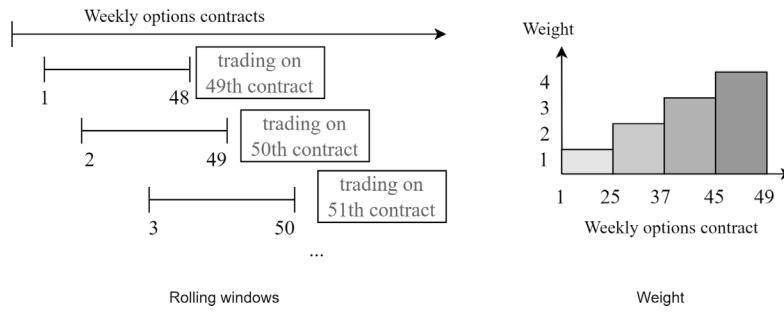 Weekly options contracts
trading on
49th contract
1
48
trading on
50th contract
2
49
trading on
51th contract
3
50
...
Rolling windows
Weight
4
3
2
1
1
25
37
45
49
Weekly options contract
Weight